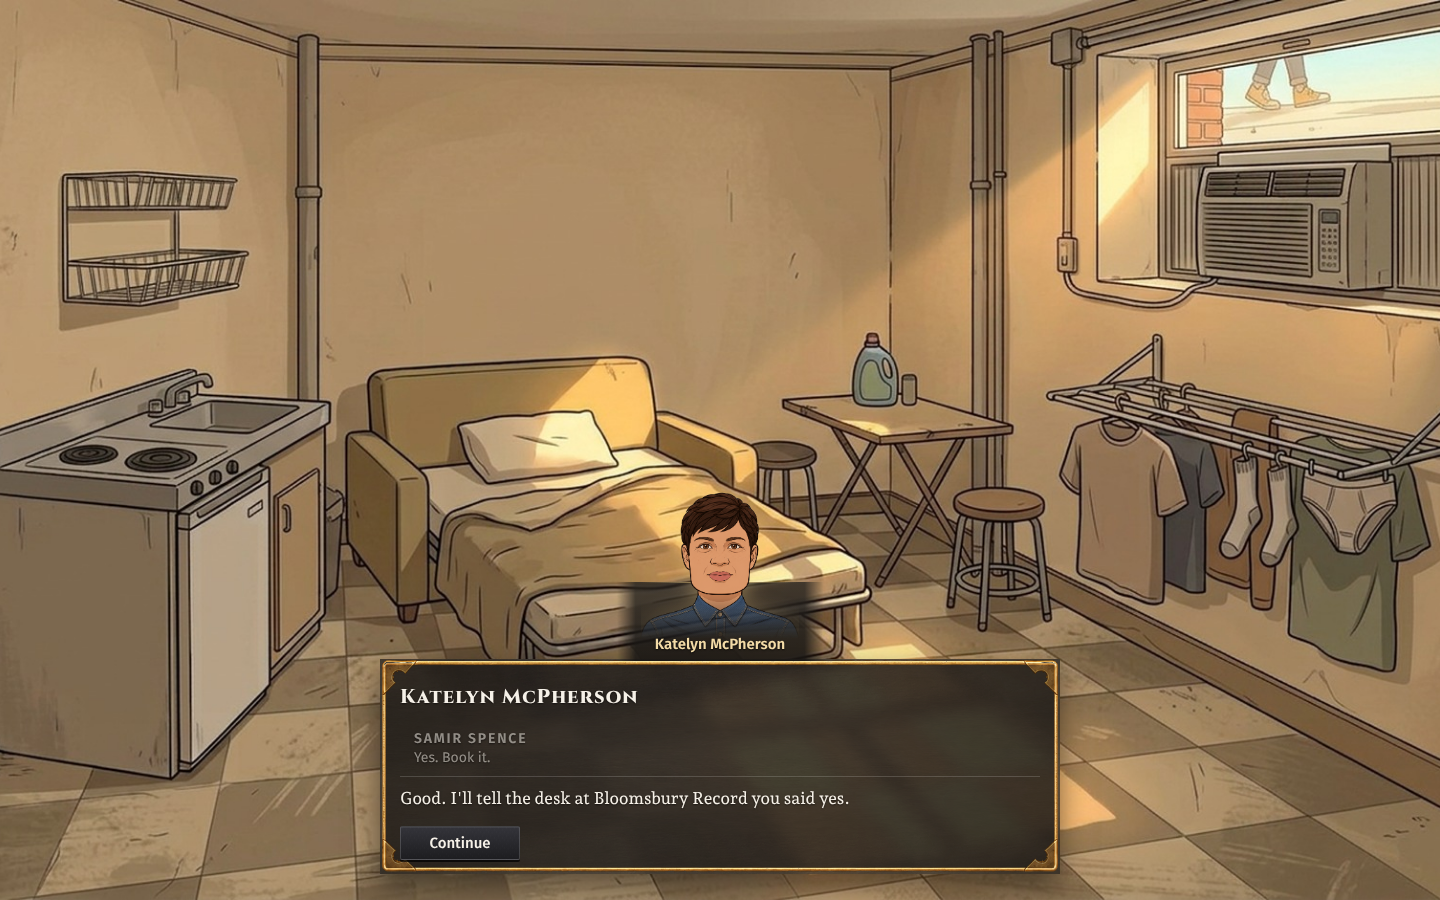 Katelyn McPherson
KATELYN MCPHERSON
SAMIR SPENCE
Yes. Book it.
Good. I'll tell the desk at Bloomsbury Record you said yes.
Continue